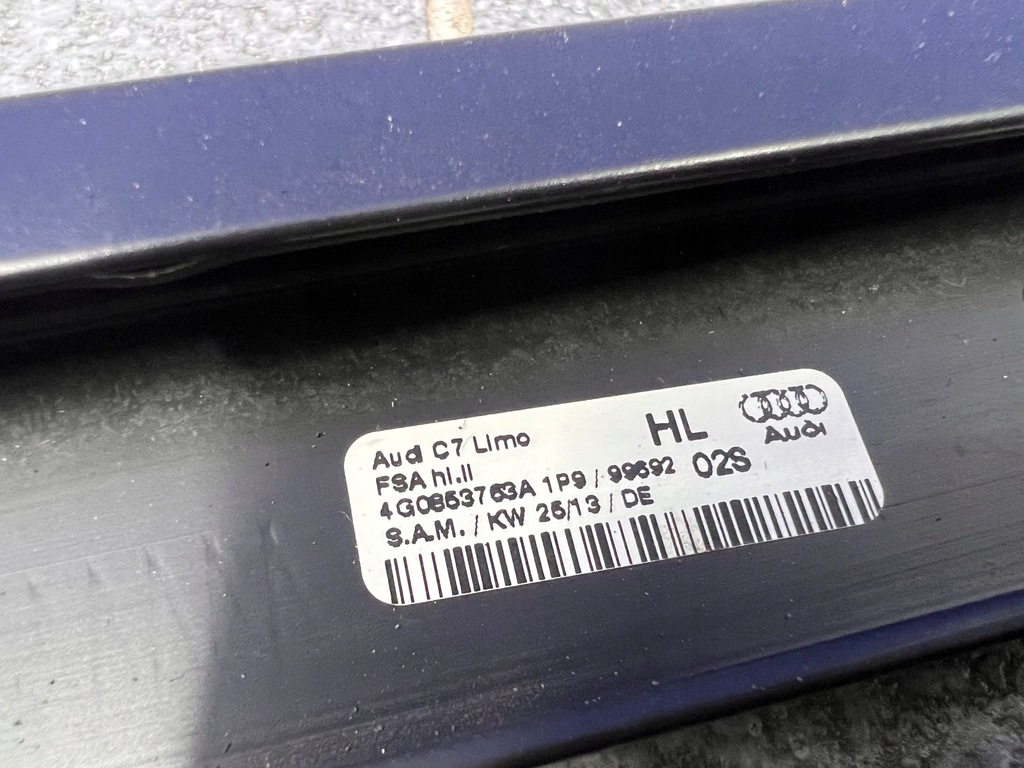 Audi C7 Limo
HL
Audi
FSA hl.li
4G0853763A 1P9 / 99692
02S
S.A.M. / KW 25/13 / DE